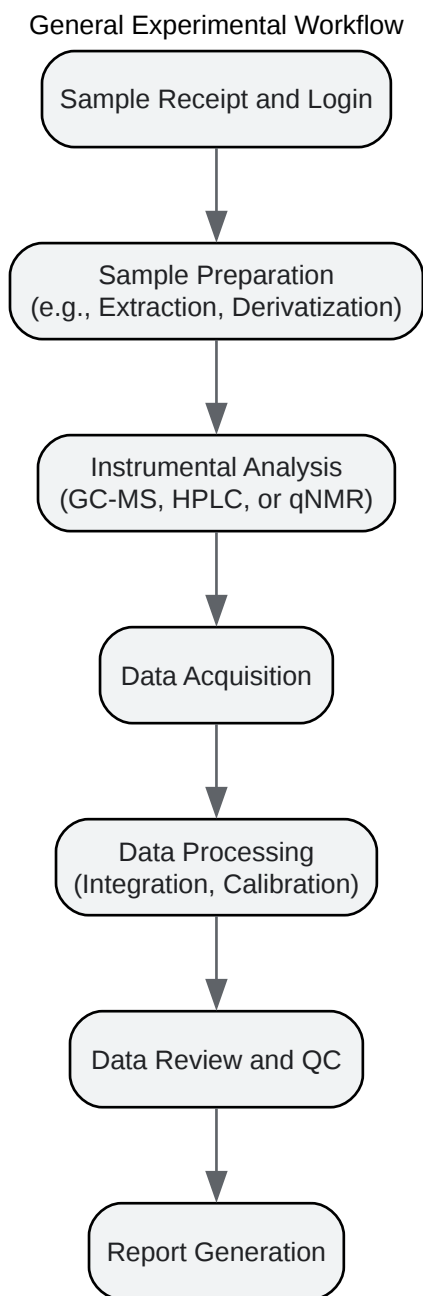 General Experimental Workflow
Sample Receipt and Login
Sample Preparation
(e.g., Extraction, Derivatization)
Instrumental Analysis
(GC-MS, HPLC, or qNMR)
Data Acquisition
Data Processing
(Integration, Calibration)
Data Review and QC
Report Generation